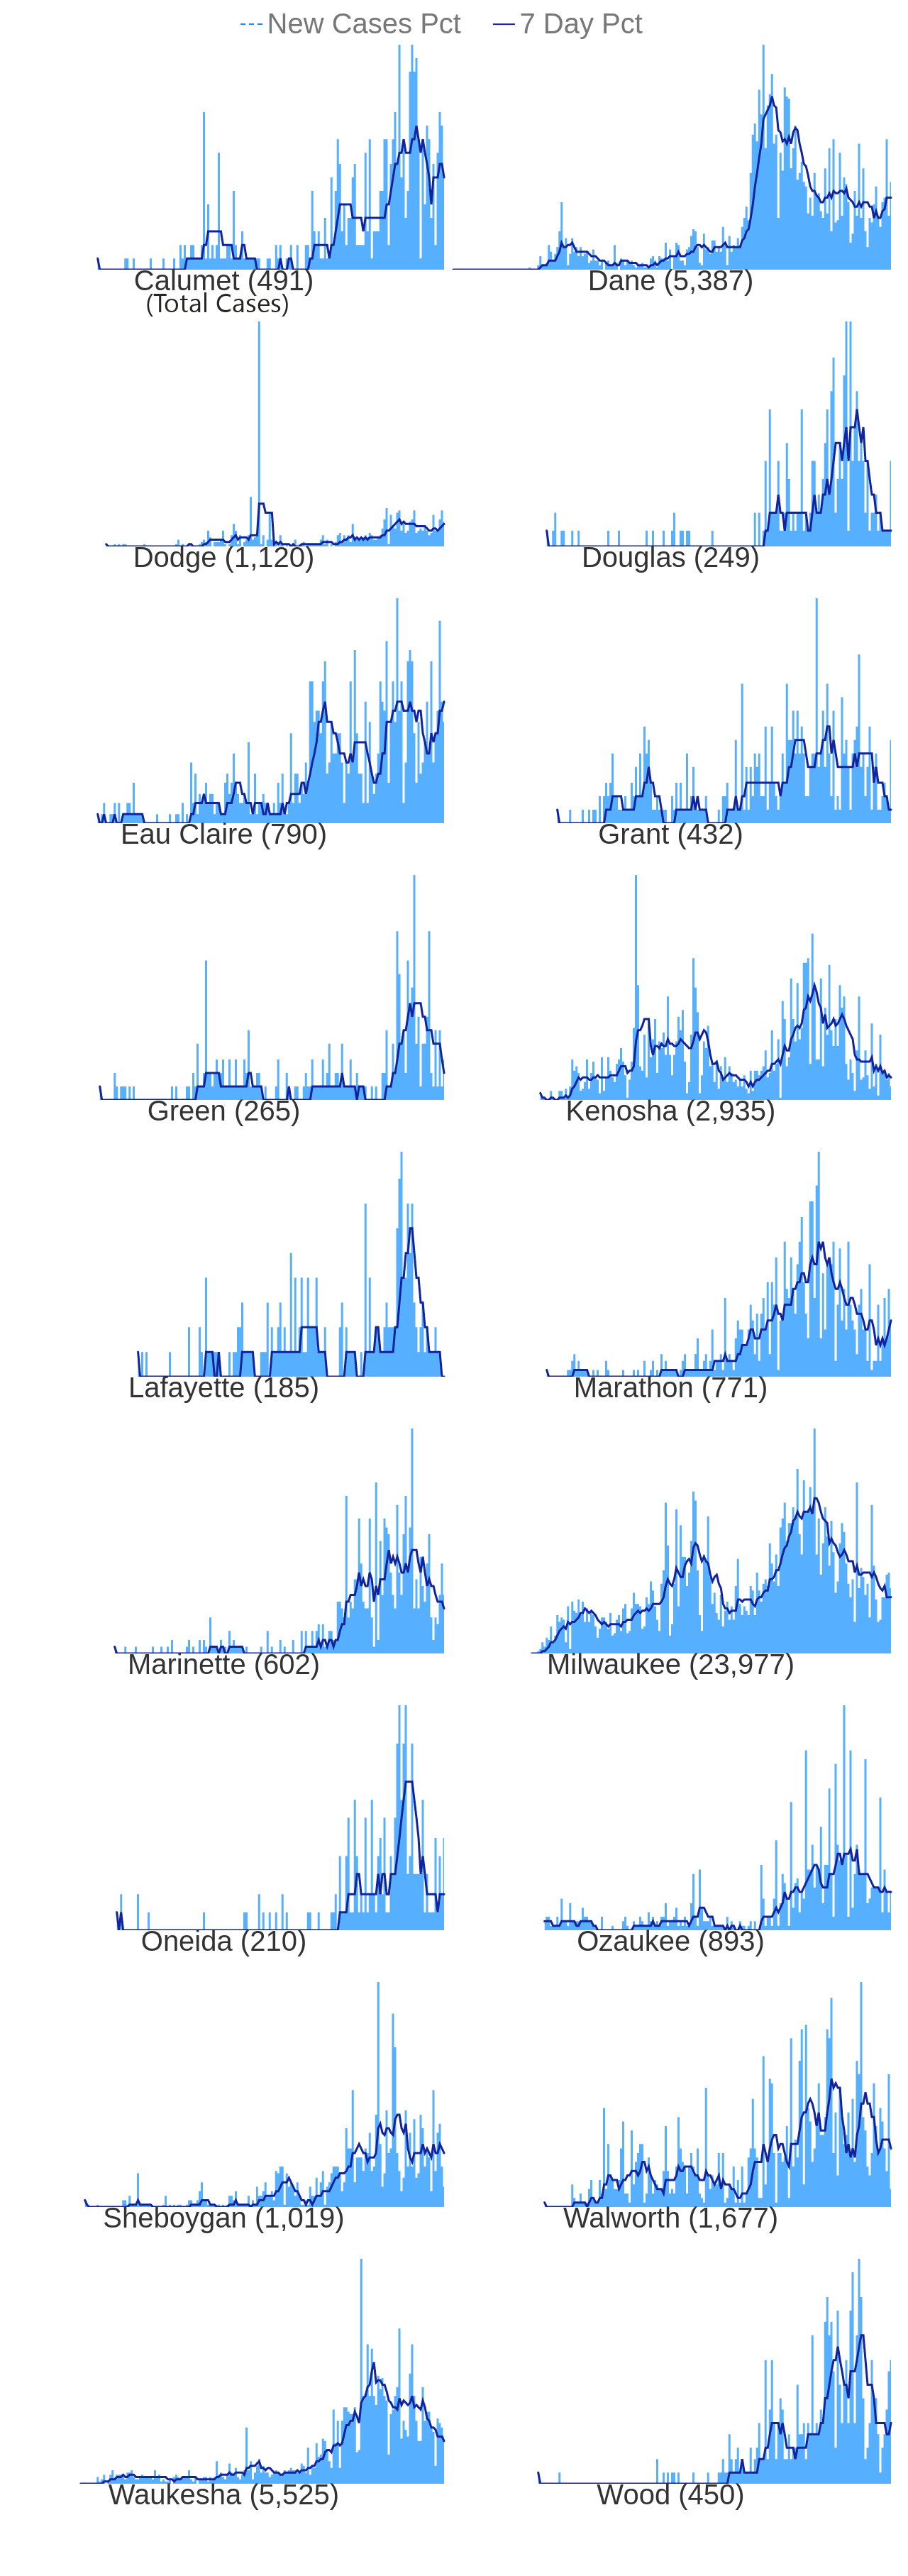 New Cases Pct 7 Day Pct
Calumet (491) Dane (5,387)
(Total Cases)
Dodge (1,120) Douglas (249)
Eau Claire (790) Grant (432)
Green (265) Kenosha (2,935)
Lafayette (185) Marathon (771)
Marinette (602) Milwaukee (23,977)
Oneida (210) Ozaukee (893)
Sheboygan (1,019) Walworth (1,677)
Waukesha (5,525) Wood (450)